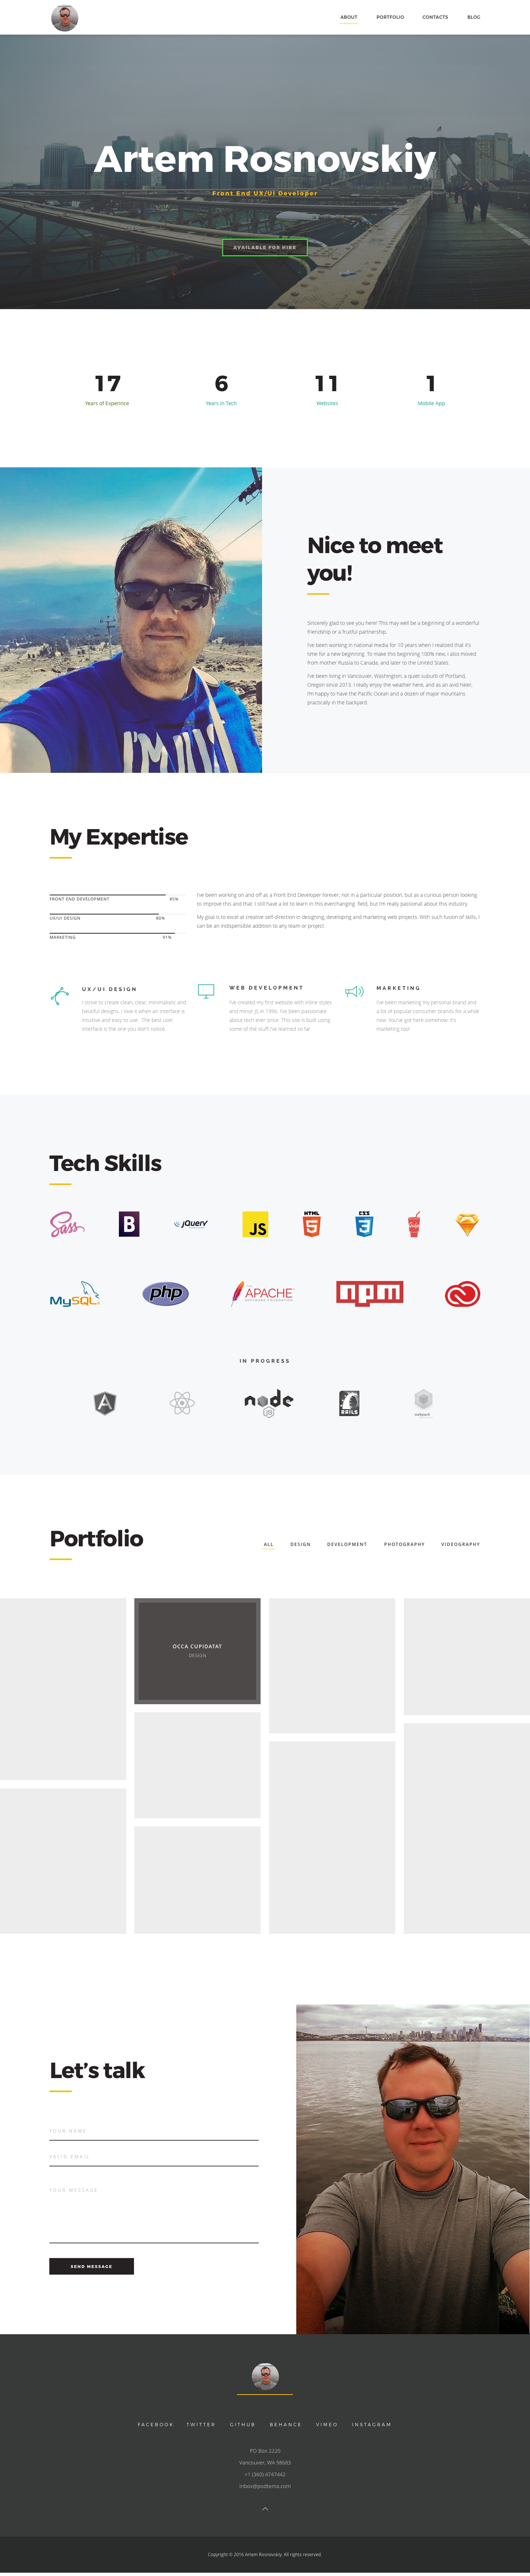 ABOUT PORTFOLIO CONTACTS BLOG
Artem Rosnovskiy
Front End UX/UI Developer
AVAILABLE FOR HIRE
17 6 11 1
Years of Experince Years in Tech Websites Mobile App
I'M IN
Nice to meet
you!
Sincerely glad to see you here! This may well be a beginning of a wonderful
friendship or a fruitful partnership.
I've been working in national media for 10 years when I realized that it's
time for a new beginning. To make this beginning 100% new, I also moved
from mother Russia to Canada, and later to the United States.
I've been living in Vancouver, Washington, a quiet suburb of Portland,
Oregon since 2013. I really enjoy the weather here, and as an avid hiker,
I'm happy to have the Pacific Ocean and a dozen of major mountains
practically in the backyard.
My Expertise
FRONT END DEVELOPMENT 85%
UX/UI DESIGN 80%
MARKETING 91%
I've been working on and off as a Front End Developer forever; not in a particular position, but as a curious person looking
to improve this and that. I still have a lot to learn in this everchanging field, but I'm really passionate about this industry.
My goal is to excel at creative self-direction in designing, developing and marketing web projects. With such fusion of skills, I
can be an indispensible addition to any team or project.
UX/UI DESIGN
I strive to create clean, clear, minimalistic and
beutiful designs. I love it when an interface is
intuitive and easy to use. The best user
interface is the one you don't notice.
WEB DEVELOPMENT
I've created my first website with inline styles
and minor JS in 1996. I've been passionate
about tech ever since. This site is built using
some of the stuff I've learned so far.
MARKETING
I've been marketing my personal brand and
a lot of popular consumer brands for a while
now. You've got here somehow: it's
marketing too!
Tech Skills
Sass B jQuery JS HTML 5 CSS 3
MySQL php THE APACHE SOFTWARE FOUNDATION npm
IN PROGRESS
A node JS RAILS webpack
Portfolio
ALL DESIGN DEVELOPMENT PHOTOGRAPHY VIDEOGRAPHY
OCCA CUPIDATAT
DESIGN
Let's talk
YOUR NAME
VALID EMAIL
YOUR MESSAGE
SEND MESSAGE
FACEBOOK TWITTER GITHUB BEHANCE VIMEO INSTAGRAM
PO Box 2220
Vancouver, WA 98683
+1 (360) 4747442
inbox@podtema.com
Copyright © 2016 Artem Rosnovskiy. All rights reserved.